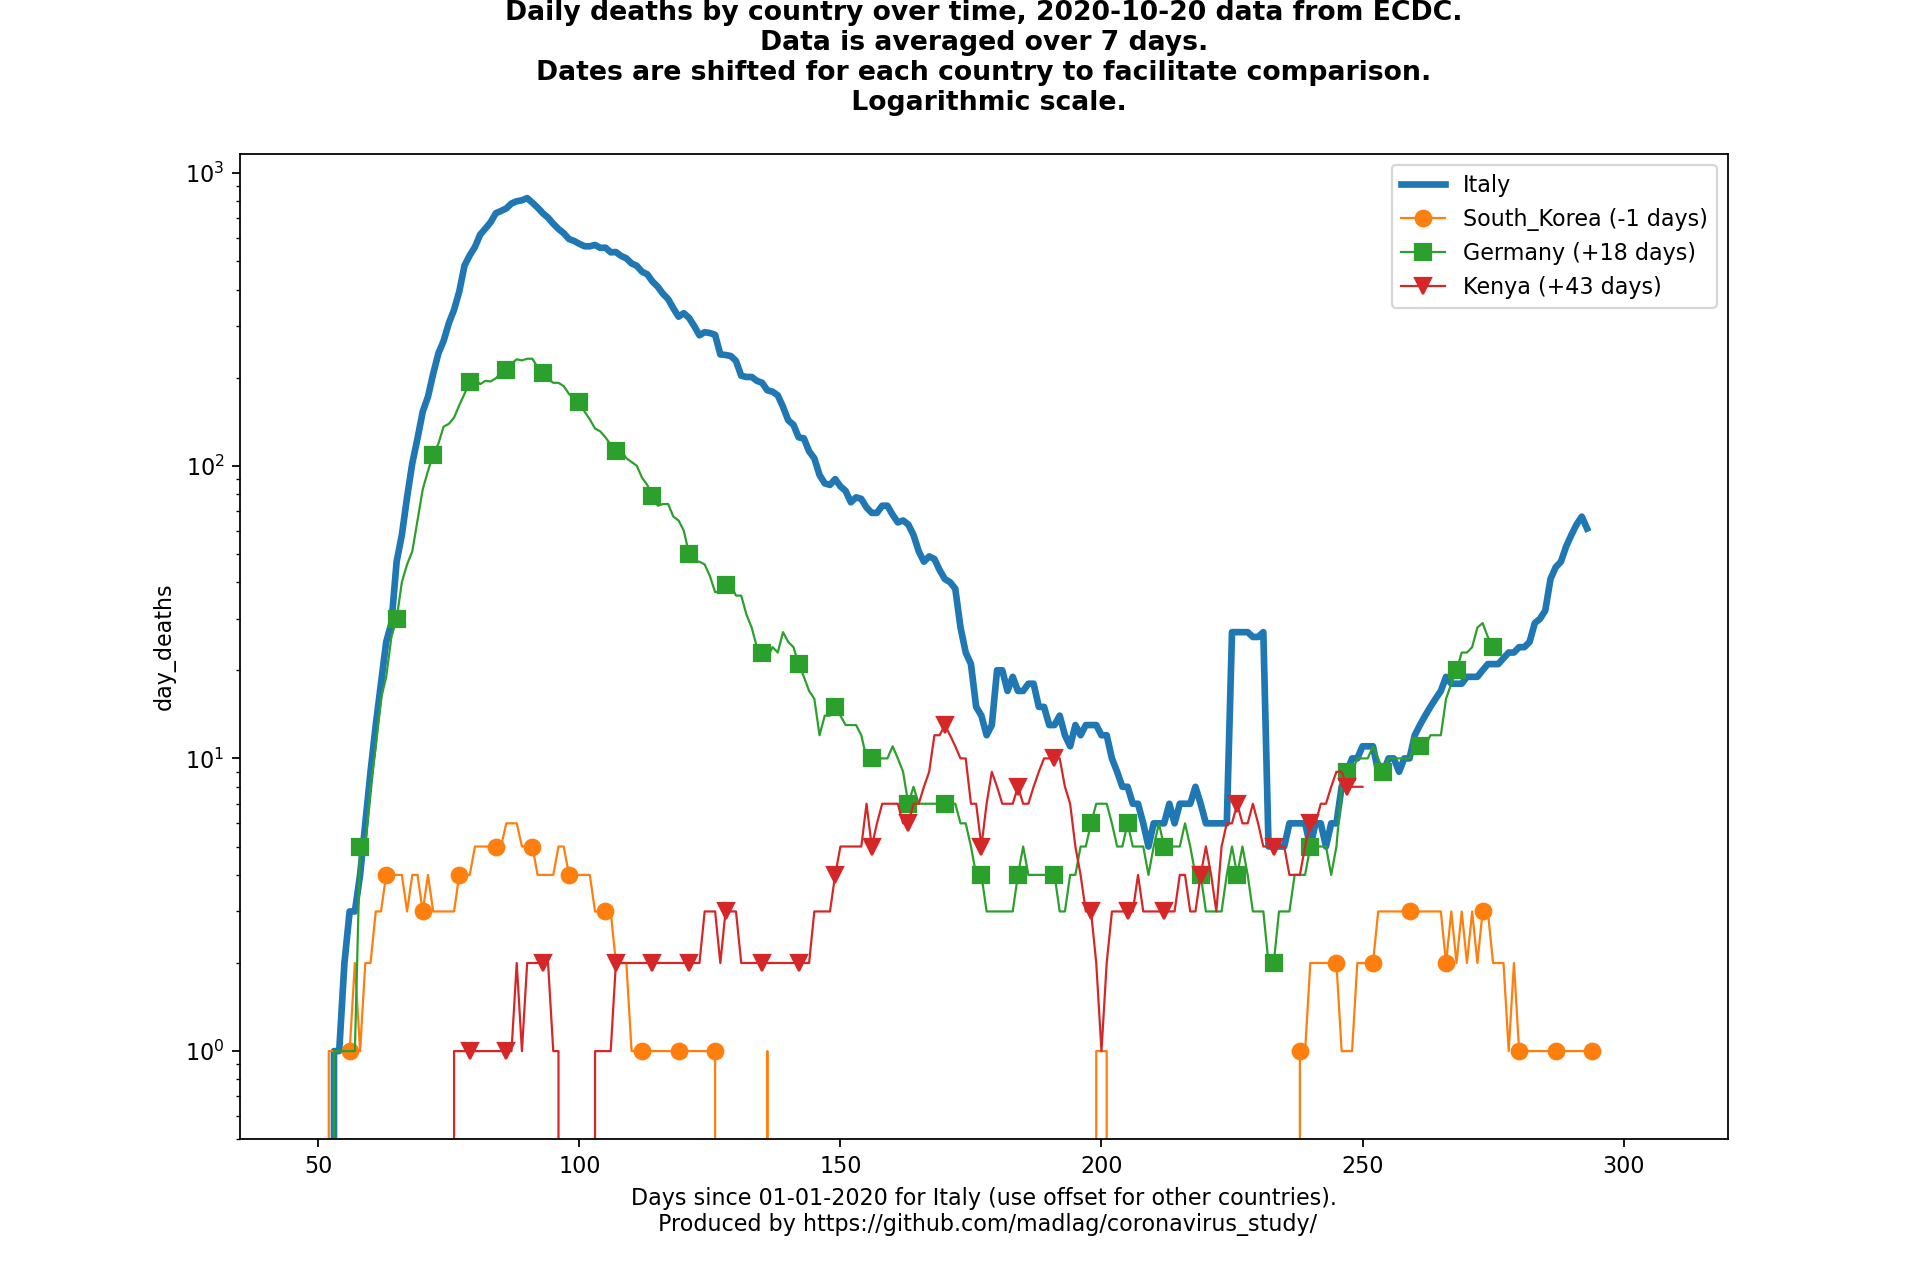 Daily deaths by country over time, 2020-10-20 data from ECDC.
Data is averaged over 7 days.
Dates are shifted for each country to facilitate comparison.
Logarithmic scale.
10³
10²
10¹
10⁰
day_deaths
Italy
South_Korea (-1 days)
Germany (+18 days)
Kenya (+43 days)
50 100 150 200 250 300
Days since 01-01-2020 for Italy (use offset for other countries).
Produced by https://github.com/madlag/coronavirus_study/